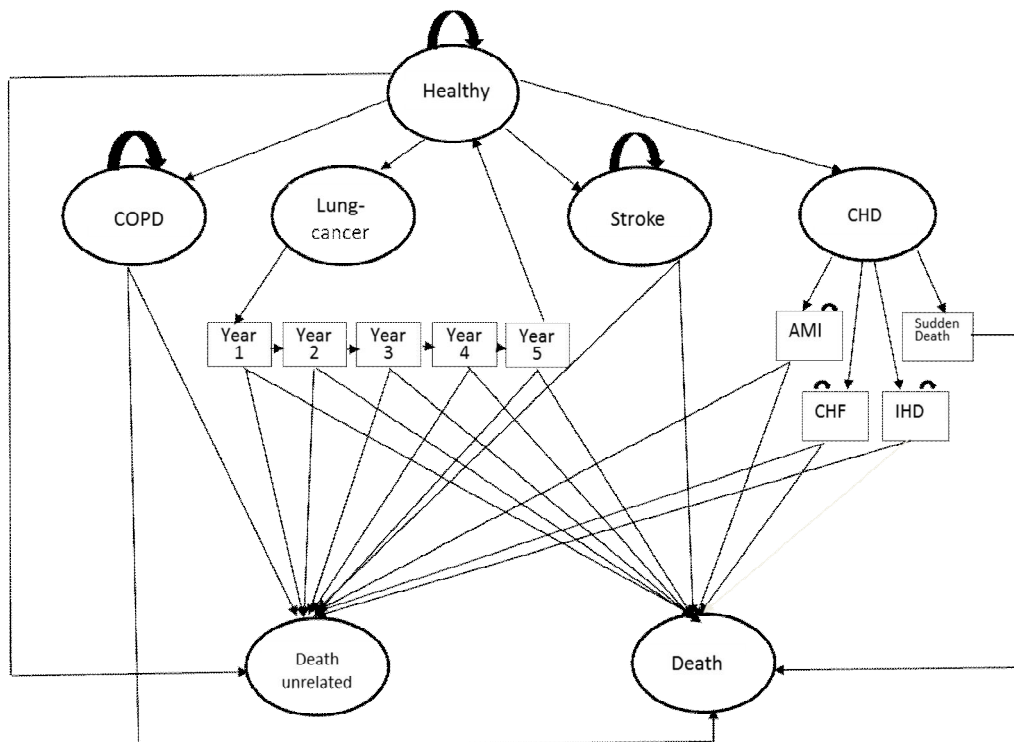 Healthy
COPD
Lung-
cancer
Stroke
CHD
Year
1
Year
2
Year
3
Year
4
Year
5
AMI
Sudden
Death
CHF
IHD
Death
unrelated
Death